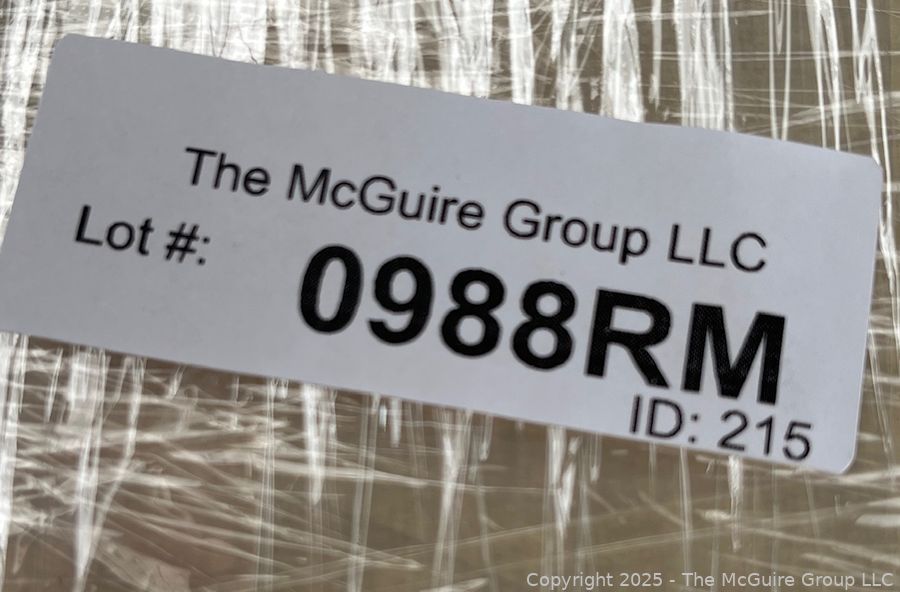 The McGuire Group LLC
Lot #:
0988RM
ID: 215
Copyright 2025 - The McGuire Group LLC